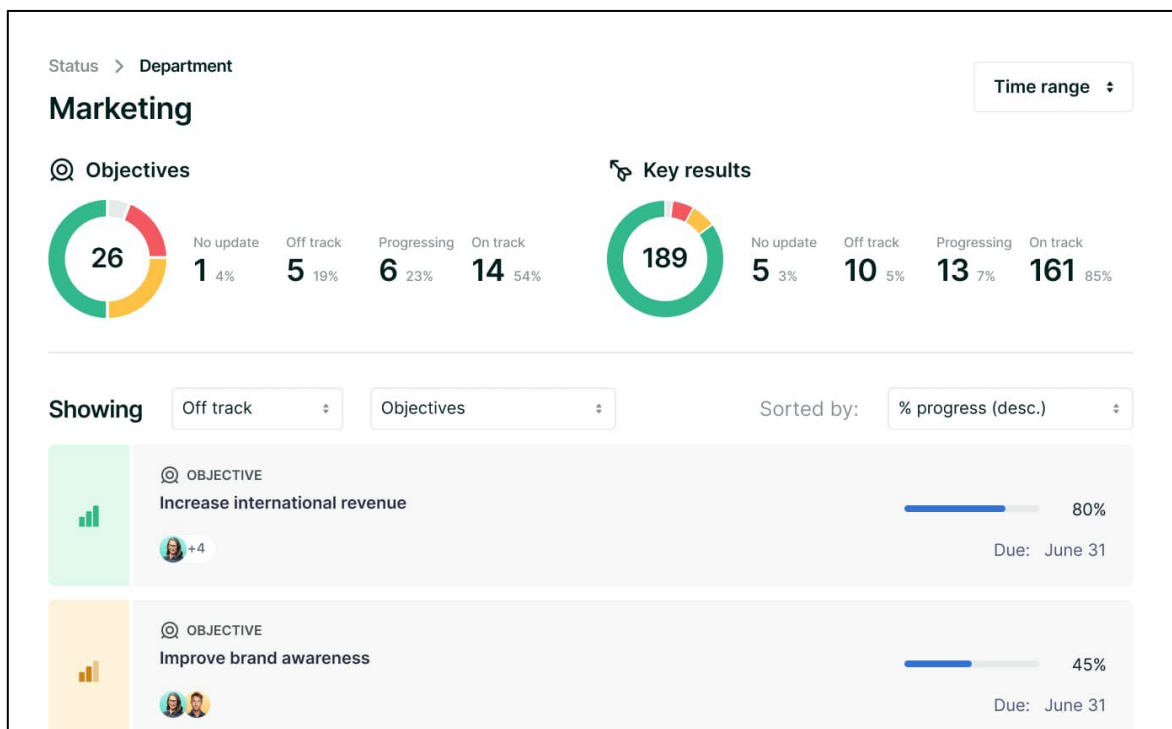 Status > Department
Marketing
Time range
Objectives
26
No update
1 4%
Off track
5 19%
Progressing
6 23%
On track
14 54%
Key results
189
No update
5 3%
Off track
10 5%
Progressing
13 7%
On track
161 85%
Showing
Off track
Objectives
Sorted by:
% progress (desc.)
OBJECTIVE
Increase international revenue
+4
80%
Due: June 31
OBJECTIVE
Improve brand awareness
45%
Due: June 31